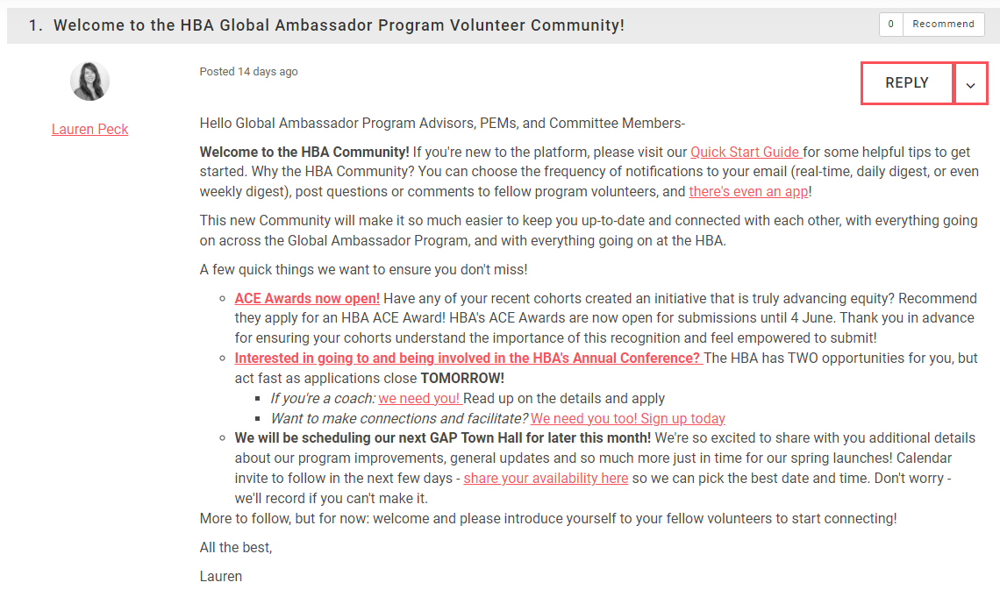 1. Welcome to the HBA Global Ambassador Program Volunteer Community!
0 Recommend
Posted 14 days ago
REPLY
Lauren Peck
Hello Global Ambassador Program Advisors, PEMs, and Committee Members-
Welcome to the HBA Community! If you're new to the platform, please visit our Quick Start Guide for some helpful tips to get
started. Why the HBA Community? You can choose the frequency of notifications to your email (real-time, daily digest, or even
weekly digest), post questions or comments to fellow program volunteers, and there's even an app!
This new Community will make it so much easier to keep you up-to-date and connected with each other, with everything going
on across the Global Ambassador Program, and with everything going on at the HBA.
A few quick things we want to ensure you don't miss!
ACE Awards now open! Have any of your recent cohorts created an initiative that is truly advancing equity? Recommend
they apply for an HBA ACE Award! HBA's ACE Awards are now open for submissions until 4 June. Thank you in advance
for ensuring your cohorts understand the importance of this recognition and feel empowered to submit!
Interested in going to and being involved in the HBA's Annual Conference? The HBA has TWO opportunities for you, but
act fast as applications close TOMORROW!
If you're a coach: we need you! Read up on the details and apply
Want to make connections and facilitate? We need you too! Sign up today
We will be scheduling our next GAP Town Hall for later this month! We're so excited to share with you additional details
about our program improvements, general updates and so much more just in time for our spring launches! Calendar
invite to follow in the next few days - share your availability here so we can pick the best date and time. Don't worry -
we'll record if you can't make it.
More to follow, but for now: welcome and please introduce yourself to your fellow volunteers to start connecting!
All the best,
Lauren